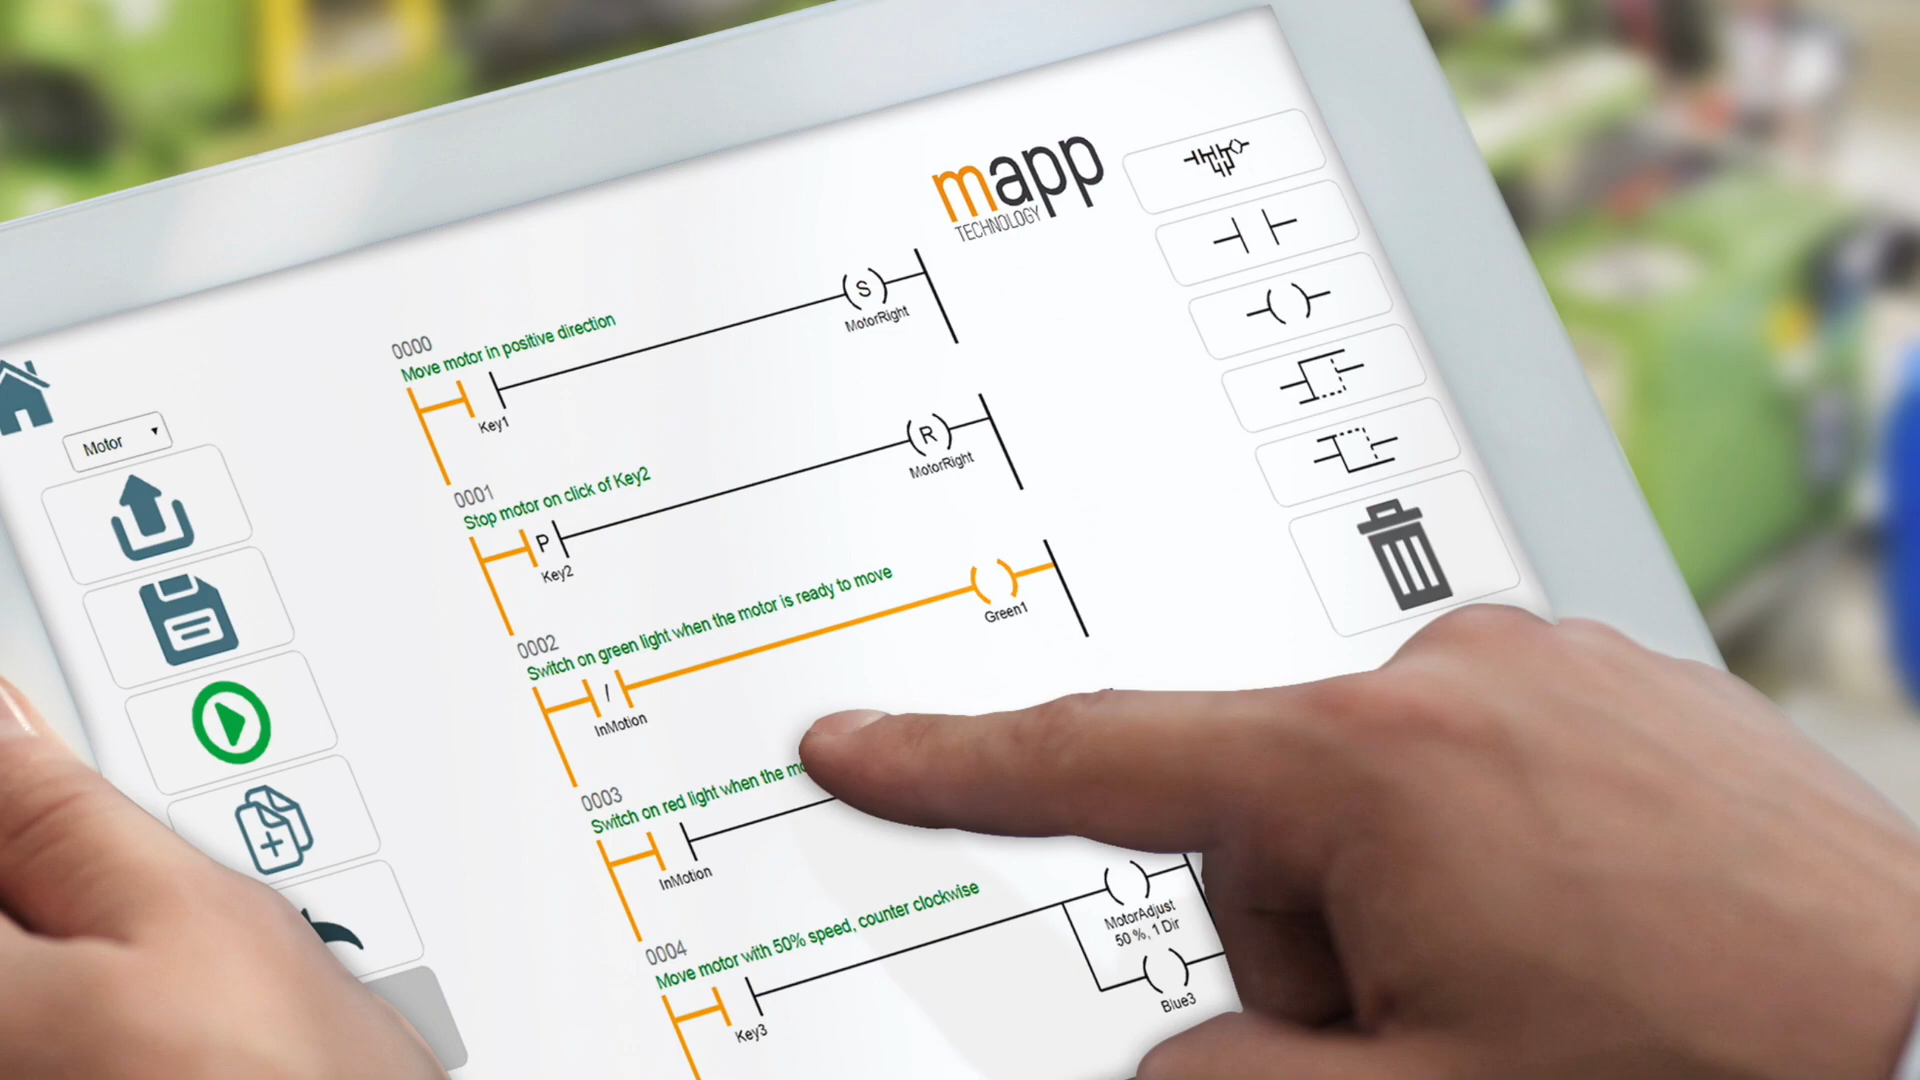 mapp
TECHNOLOGY
Motor
0000
Move motor in positive direction
S
MotorRight
Key1
0001
Stop motor on click of Key2
R
MotorRight
P
Key2
0002
Switch on green light when the motor is ready to move
Green1
/
InMotion
0003
Switch on red light when the
InMotion
0004
Move motor with 50% speed, counter clockwise
MotorAdjust
50 %, 1 Dir
Key3
Blue3